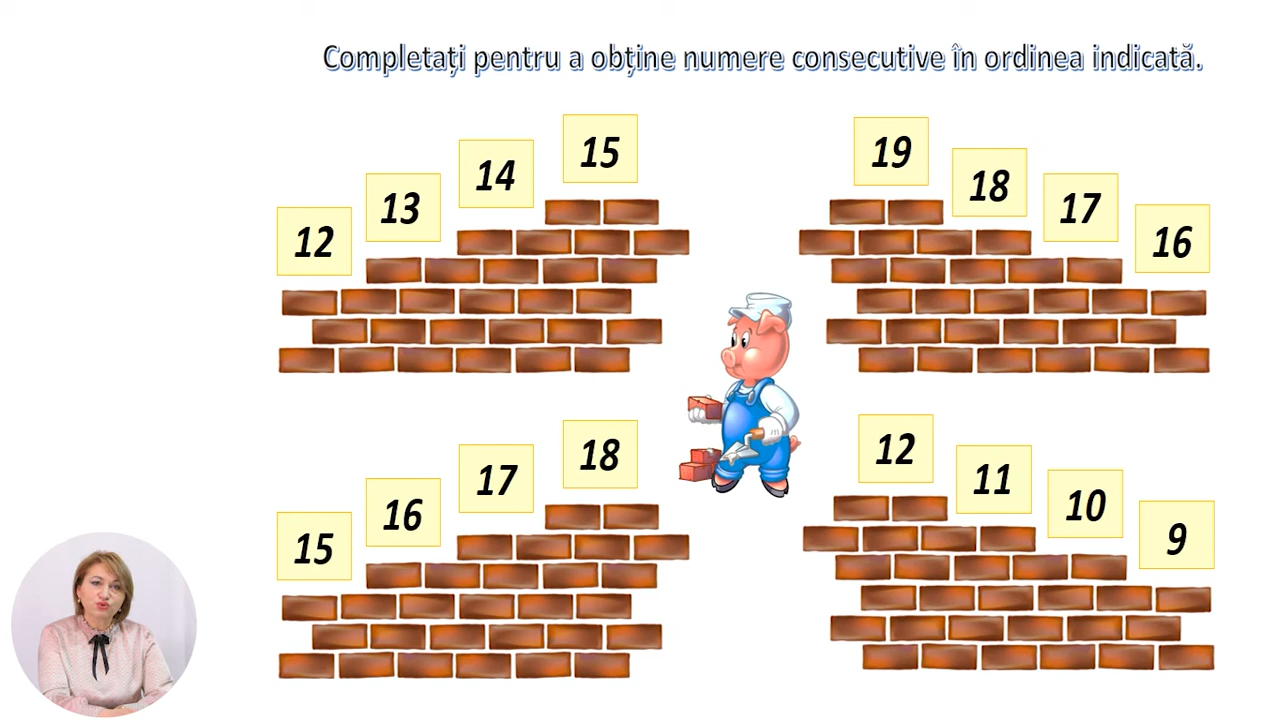 Completați pentru a obține numere consecutive în ordinea indicată.
12 13 14 15
19 18 17 16
15 16 17 18
12 11 10 9